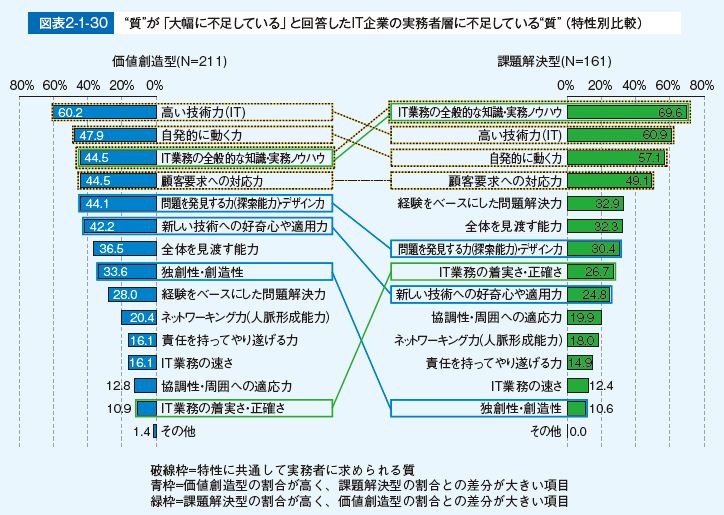 図表2-1-30 “質”が「大幅に不足している」と回答したIT企業の実務者層に不足している“質”（特性別比較）
価値創造型(N=211)
80% 60% 40% 20% 0%
60.2 高い技術力(IT)
47.9 自発的に動く力
44.5 IT業務の全般的な知識・実務ノウハウ
44.5 顧客要求への対応力
44.1 問題を発見する力(探索能力)・デザイン力
42.2 新しい技術への好奇心や適用力
36.5 全体を見渡す能力
33.6 独創性・創造性
28.0 経験をベースにした問題解決力
20.4 ネットワーキング力(人脈形成能力)
16.1 責任を持ってやり遂げる力
16.1 IT業務の速さ
12.8 協調性・周囲への適応力
10.9 IT業務の着実さ・正確さ
1.4 その他
課題解決型(N=161)
0% 20% 40% 60% 80%
IT業務の全般的な知識・実務ノウハウ 69.6
高い技術力(IT) 60.9
自発的に動く力 57.1
顧客要求への対応力 49.1
経験をベースにした問題解決力 32.9
全体を見渡す能力 32.3
問題を発見する力(探索能力)・デザイン力 30.4
IT業務の着実さ・正確さ 26.7
新しい技術への好奇心や適用力 24.8
協調性・周囲への適応力 19.9
ネットワーキング力(人脈形成能力) 18.0
責任を持ってやり遂げる力 14.9
IT業務の速さ 12.4
独創性・創造性 10.6
その他 0.0
破線枠=特性に共通して実務者に求められる質
青枠=価値創造型の割合が高く、課題解決型の割合との差分が大きい項目
緑枠=課題解決型の割合が高く、価値創造型の割合との差分が大きい項目